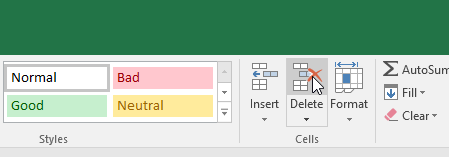 Normal Bad
Good Neutral
Styles
Insert Delete Format
Cells
AutoSum
Fill
Clear